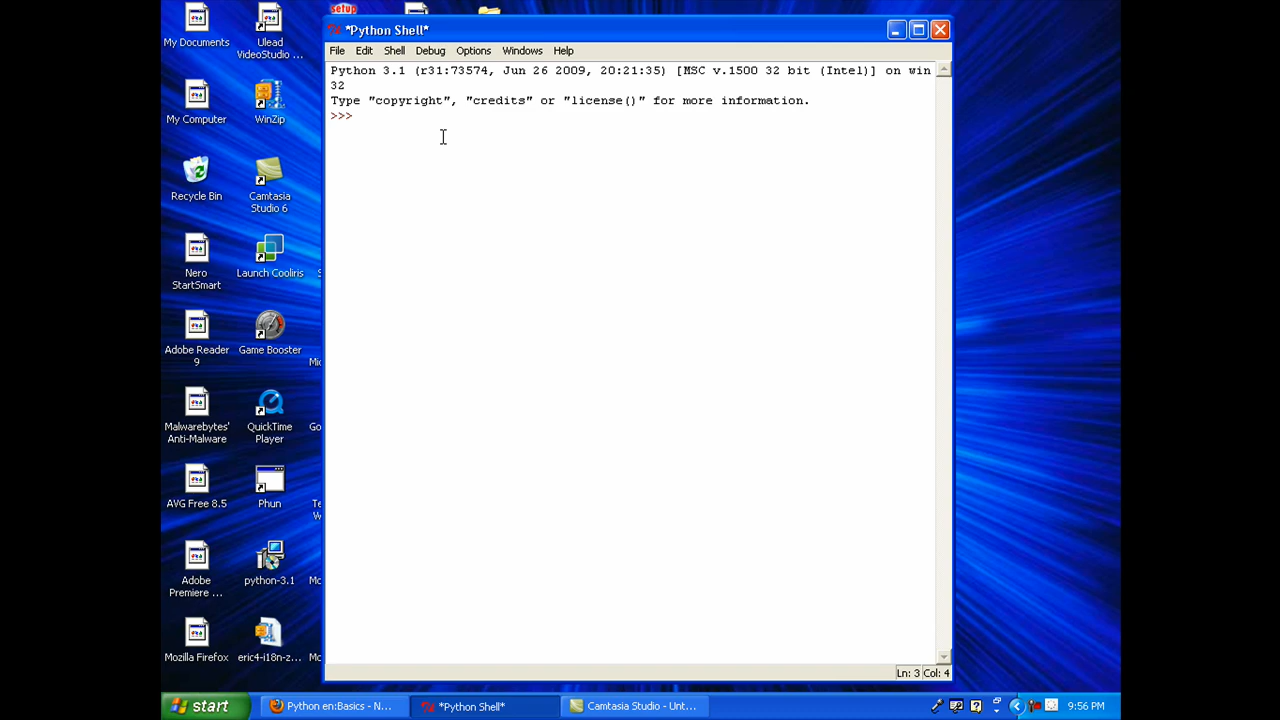 setup
My Documents
Ulead
VideoStudio ...
*Python Shell*
File Edit Shell Debug Options Windows Help
Python 3.1 (r31:73574, Jun 26 2009, 20:21:35) [MSC v.1500 32 bit (Intel)] on win
32
Type "copyright", "credits" or "license()" for more information.
>>>
My Computer
WinZip
Recycle Bin
Camtasia
Studio 6
Nero
StartSmart
Launch Cooliris
Adobe Reader
9
Game Booster
Malwarebytes'
Anti-Malware
QuickTime
Player
AVG Free 8.5
Phun
Adobe
Premiere ...
python-3.1
Mozilla Firefox
eric4-i18n-z...
Ln: 3 Col: 4
start
Python en:Basics - N...
*Python Shell*
Camtasia Studio - Unt...
9:56 PM